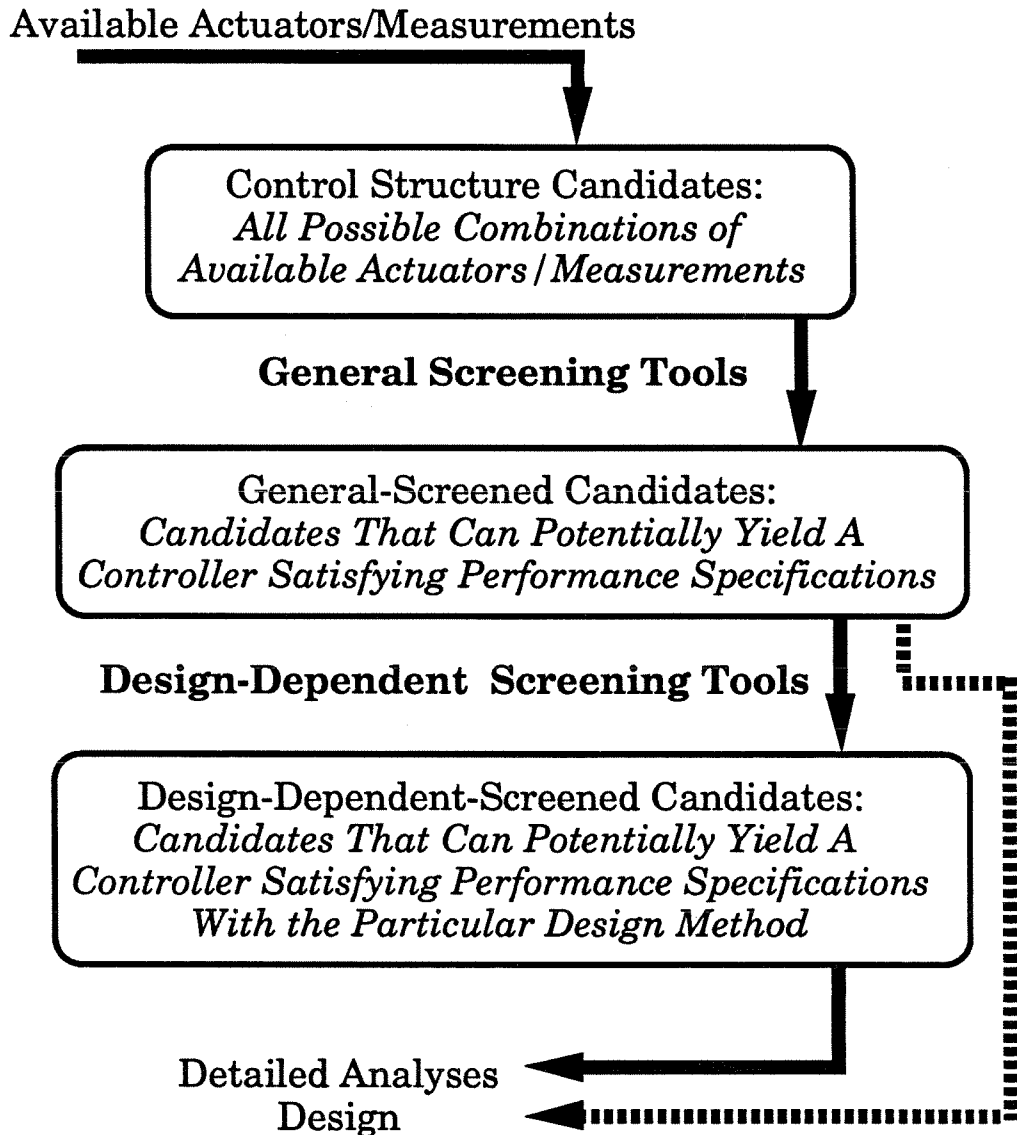 Available Actuators/Measurements
Control Structure Candidates:
All Possible Combinations of
Available Actuators/Measurements
General Screening Tools
General-Screened Candidates:
Candidates That Can Potentially Yield A
Controller Satisfying Performance Specifications
Design-Dependent Screening Tools
Design-Dependent-Screened Candidates:
Candidates That Can Potentially Yield A
Controller Satisfying Performance Specifications
With the Particular Design Method
Detailed Analyses
Design